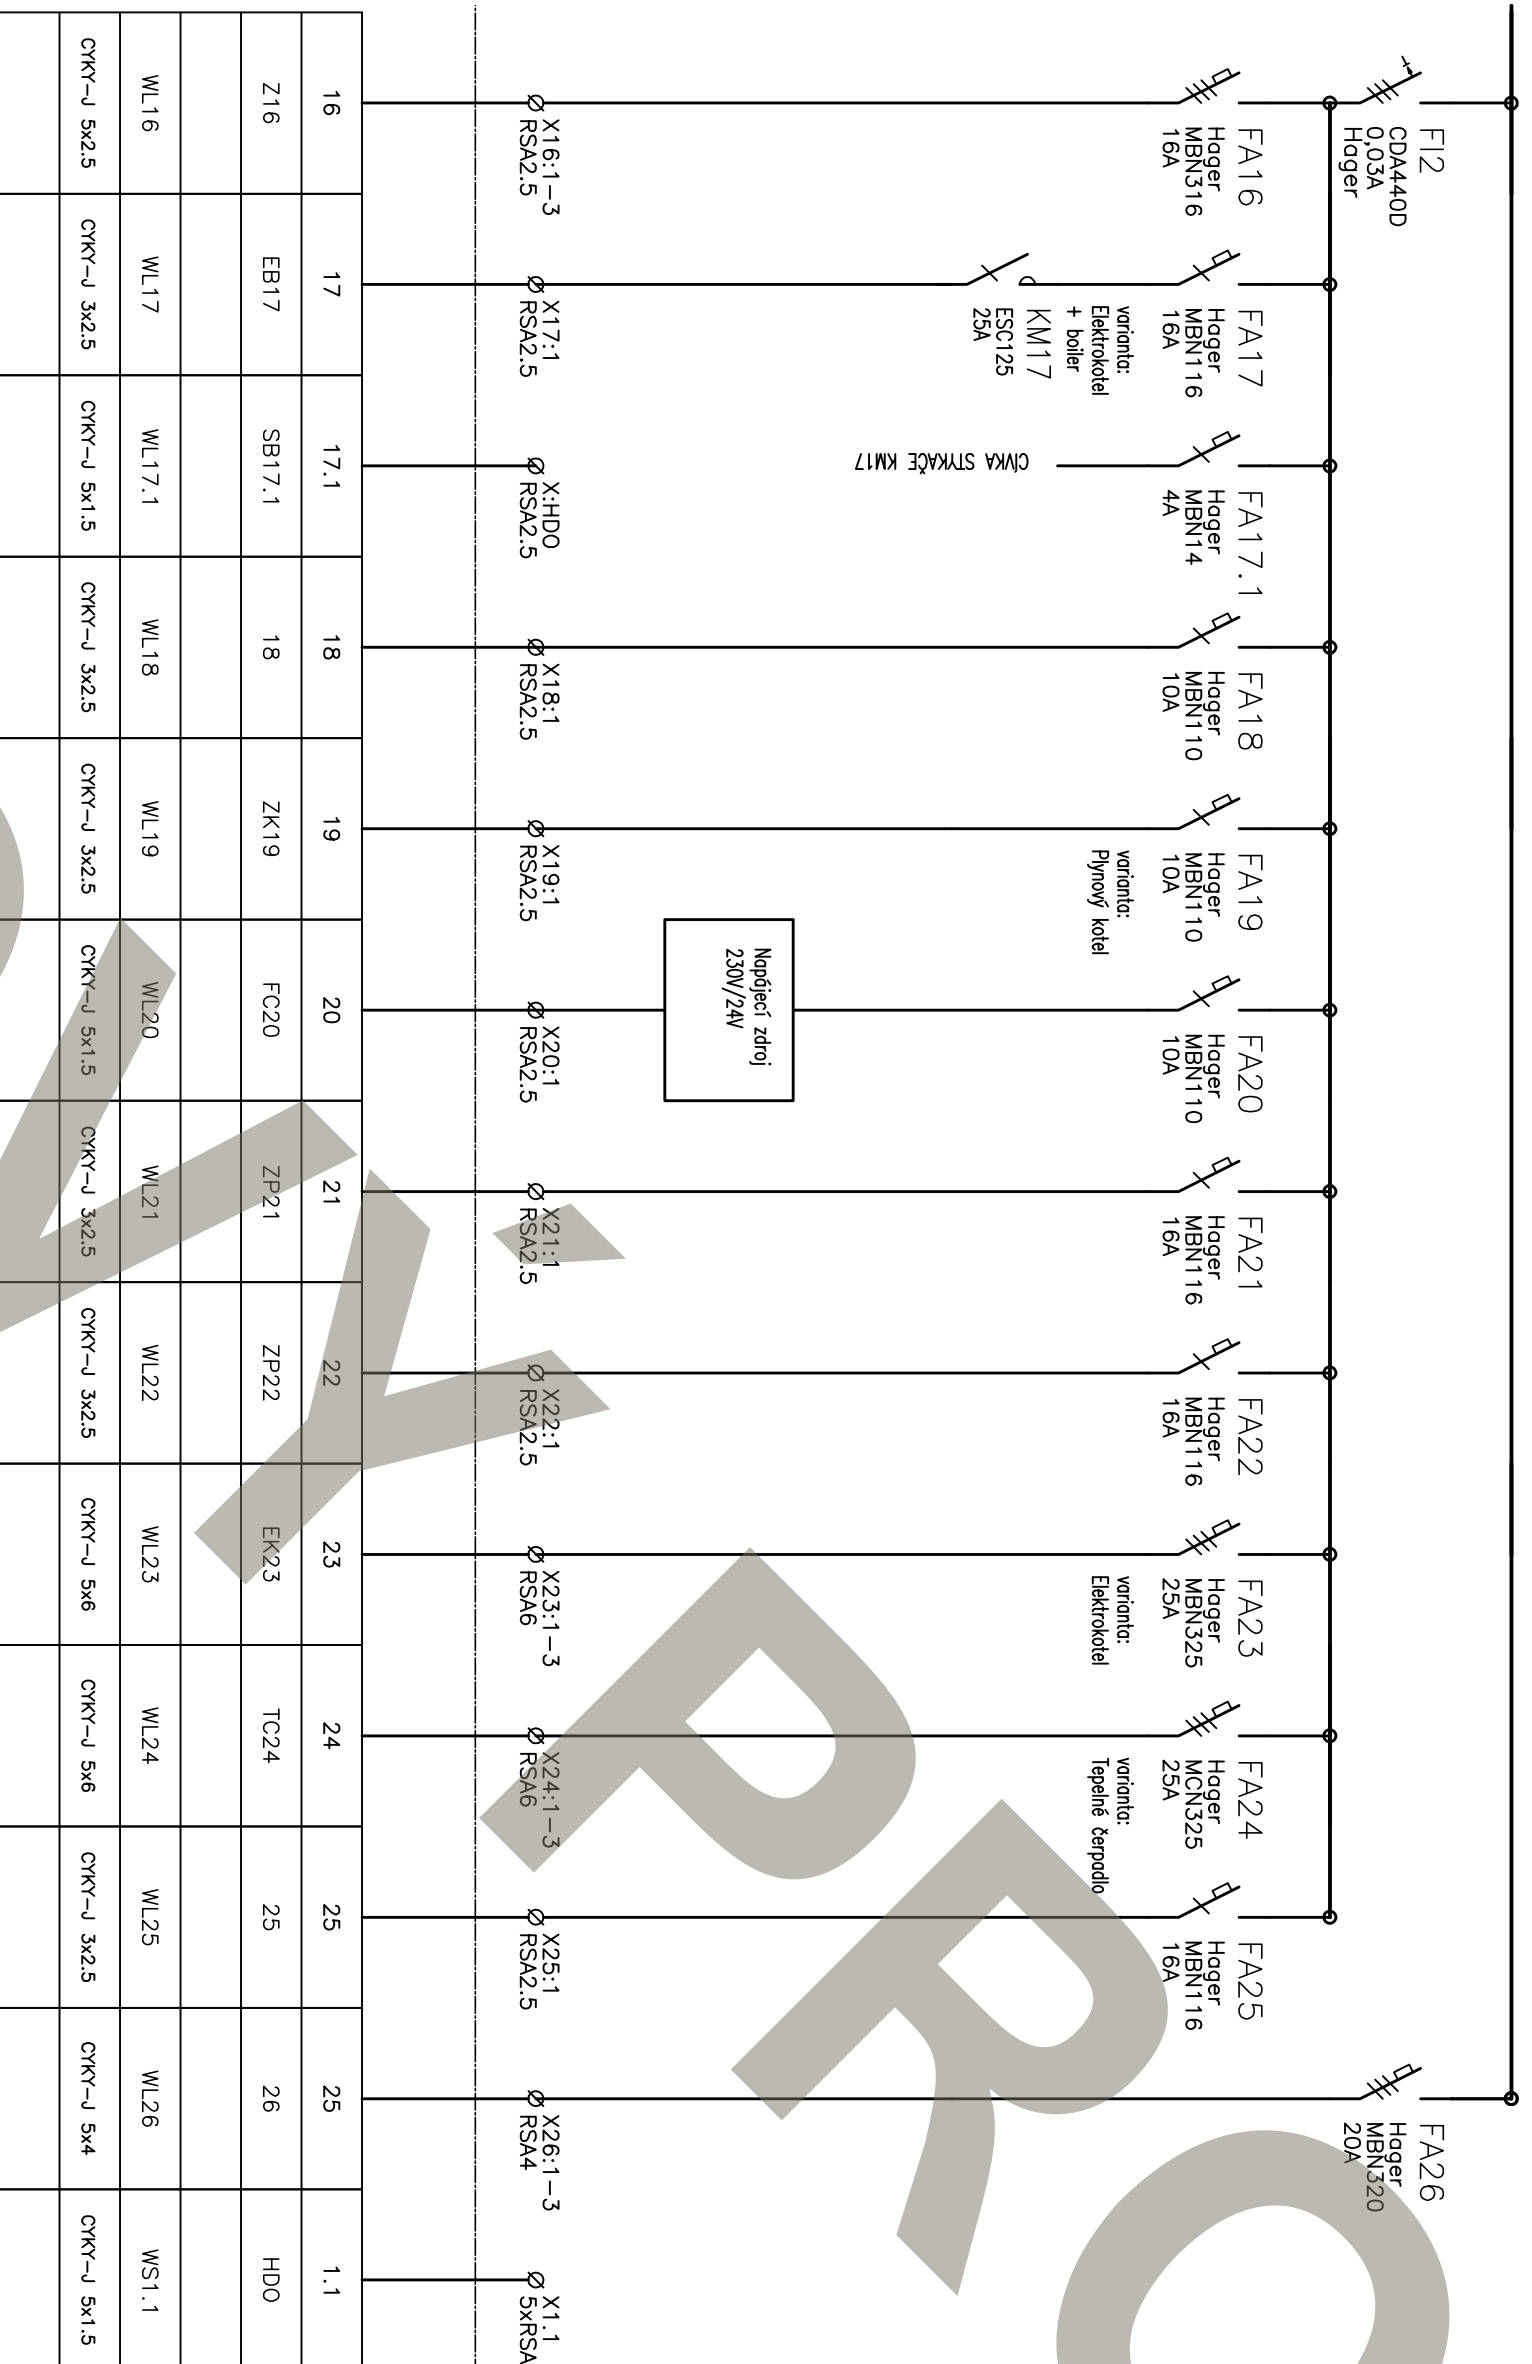 FI2
CDA440D
0,03A
Hager
FA16
Hager
MBN316
16A
FA17
Hager
MBN116
16A
varianta:
Elektrokotel
+ boiler
KM17
ESC125
25A
FA17.1
Hager
MBN14
4A
CÍVKA STYKAČE KM17
FA18
Hager
MBN110
10A
FA19
Hager
MBN110
10A
varianta:
Plynový kotel
FA20
Hager
MBN110
10A
Napájecí zdroj
230V/24V
FA21
Hager
MBN116
16A
FA22
Hager
MBN116
16A
FA23
Hager
MBN325
25A
varianta:
Elektrokotel
FA24
Hager
MCN325
25A
varianta:
Tepelné čerpadlo
FA25
Hager
MBN116
16A
FA26
Hager
MBN320
20A
X16:1-3
RSA2.5
X17:1
RSA2.5
X:HDO
RSA2.5
X18:1
RSA2.5
X19:1
RSA2.5
X20:1
RSA2.5
X21:1
RSA2.5
X22:1
RSA2.5
X23:1-3
RSA6
X24:1-3
RSA6
X25:1
RSA2.5
X26:1-3
RSA4
X1.1
5xRSA
16 17 17.1 18 19 20 21 22 23 24 25 25 1.1
Z16 EB17 SB17.1 18 ZK19 FC20 ZP21 ZP22 EK23 TC24 25 26 HDO
WL16 WL17 WL17.1 WL18 WL19 WL20 WL21 WL22 WL23 WL24 WL25 WL26 WS1.1
CYKY-J 5x2.5 CYKY-J 3x2.5 CYKY-J 5x1.5 CYKY-J 3x2.5 CYKY-J 3x2.5 CYKY-J 5x1.5 CYKY-J 3x2.5 CYKY-J 3x2.5 CYKY-J 5x6 CYKY-J 5x6 CYKY-J 3x2.5 CYKY-J 5x4 CYKY-J 5x1.5
VÝ PRO